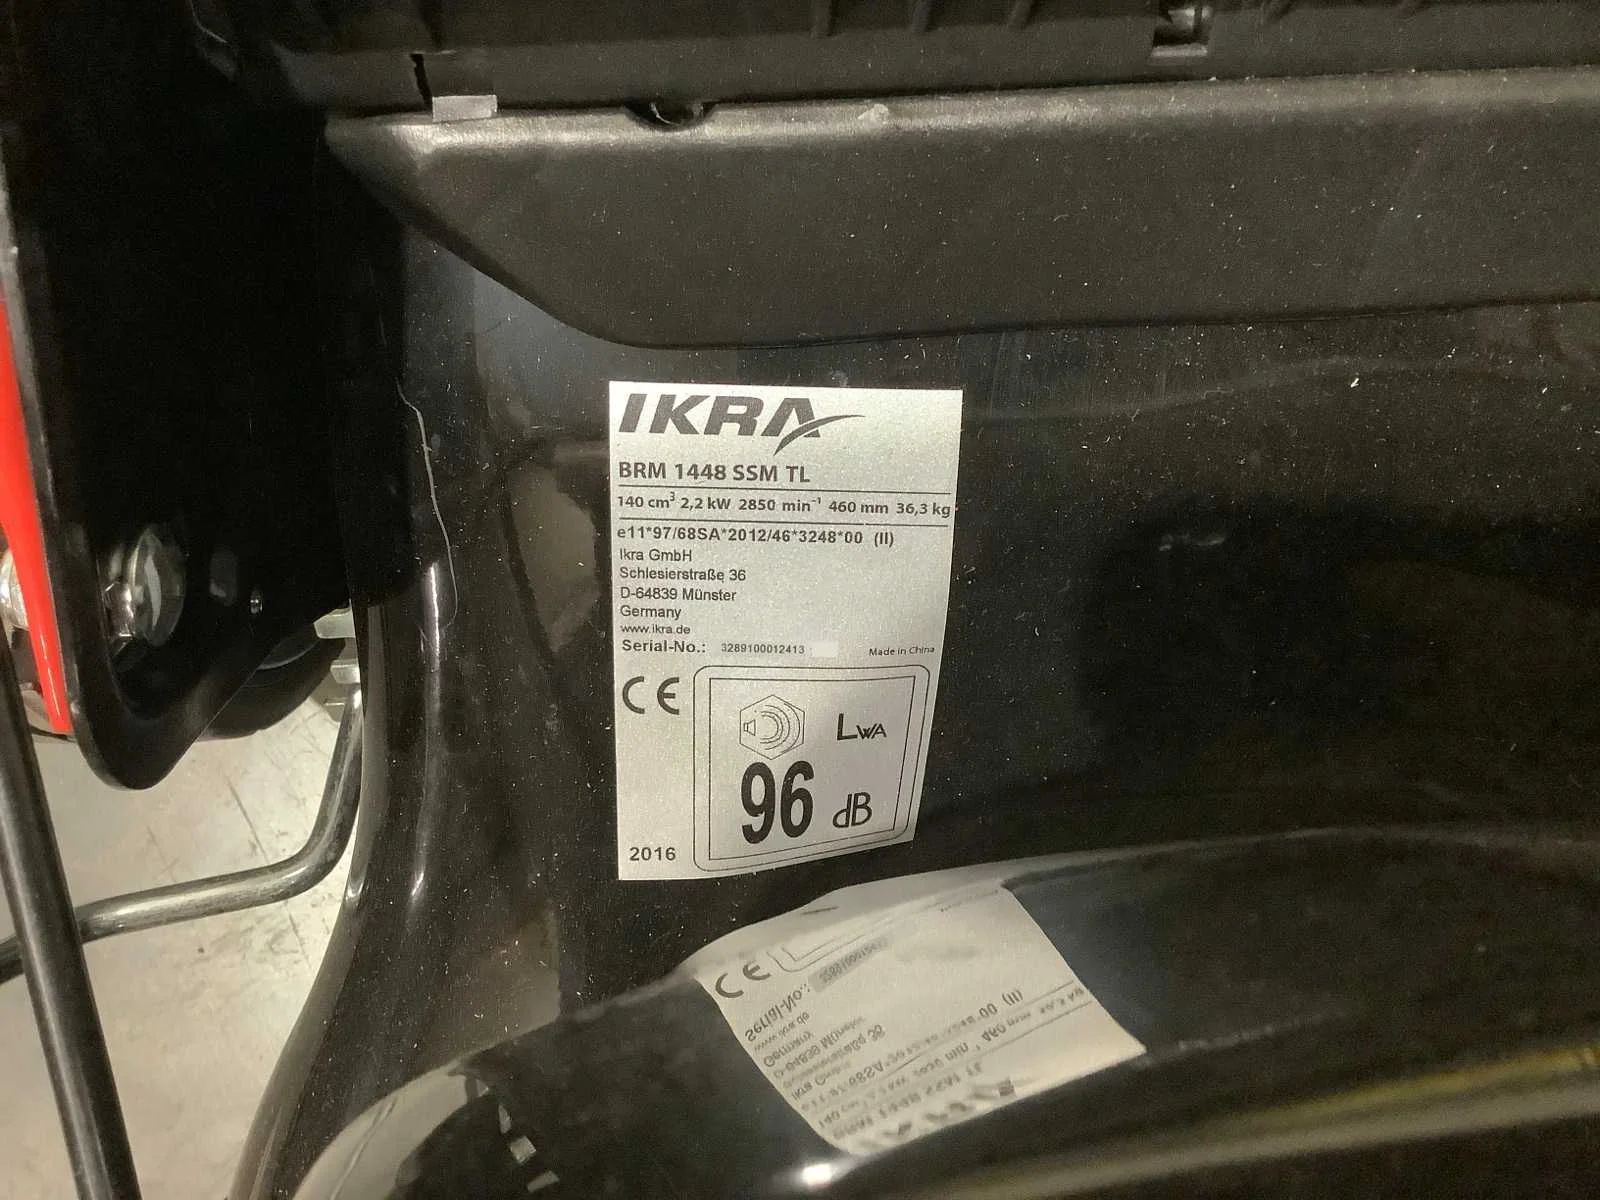 IKRA
BRM 1448 SSM TL
140 cm³ 2,2 kW 2850 min⁻¹ 460 mm 36,3 kg
e11*97/68SA*2012/46*3248*00 (II)
Ikra GmbH
Schlesierstraße 36
D-64839 Münster
Germany
www.ikra.de
Serial-No.: 3289100012413 Made in China
CE
LWA
96 dB
2016